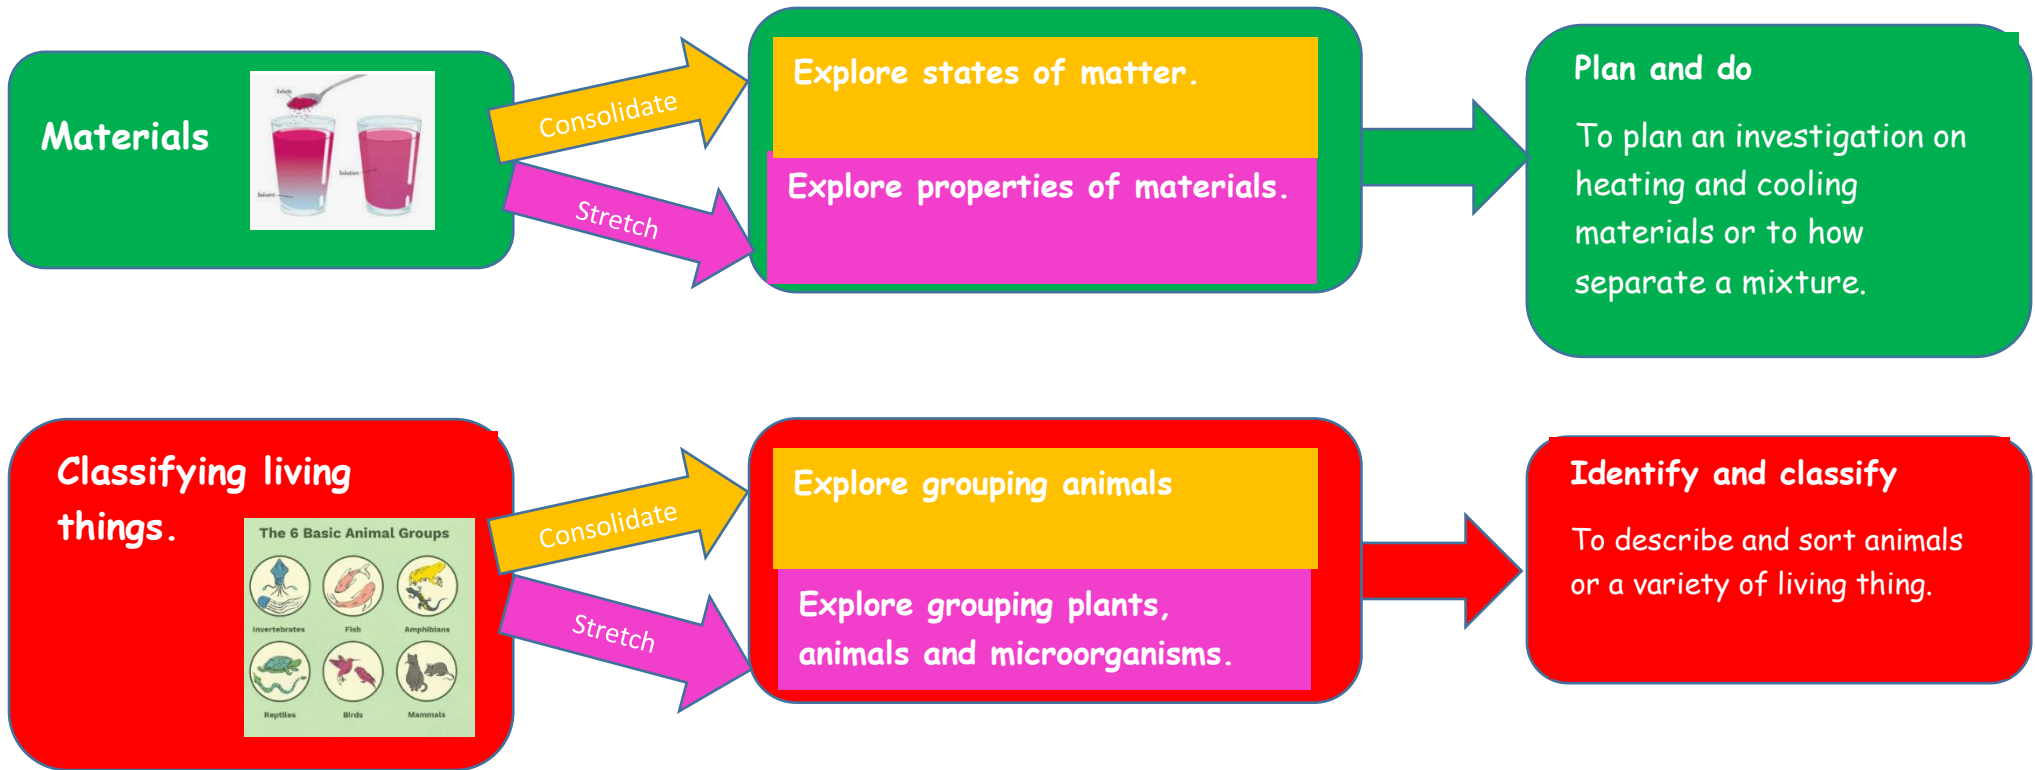 Materials
Solute
Solvent
Solution
Consolidate
Stretch
Explore states of matter.
Explore properties of materials.
Plan and do
To plan an investigation on
heating and cooling
materials or to how
separate a mixture.
Classifying living
things.
The 6 Basic Animal Groups
Invertebrates
Fish
Amphibians
Reptiles
Birds
Mammals
Consolidate
Stretch
Explore grouping animals
Explore grouping plants,
animals and microorganisms.
Identify and classify
To describe and sort animals
or a variety of living thing.